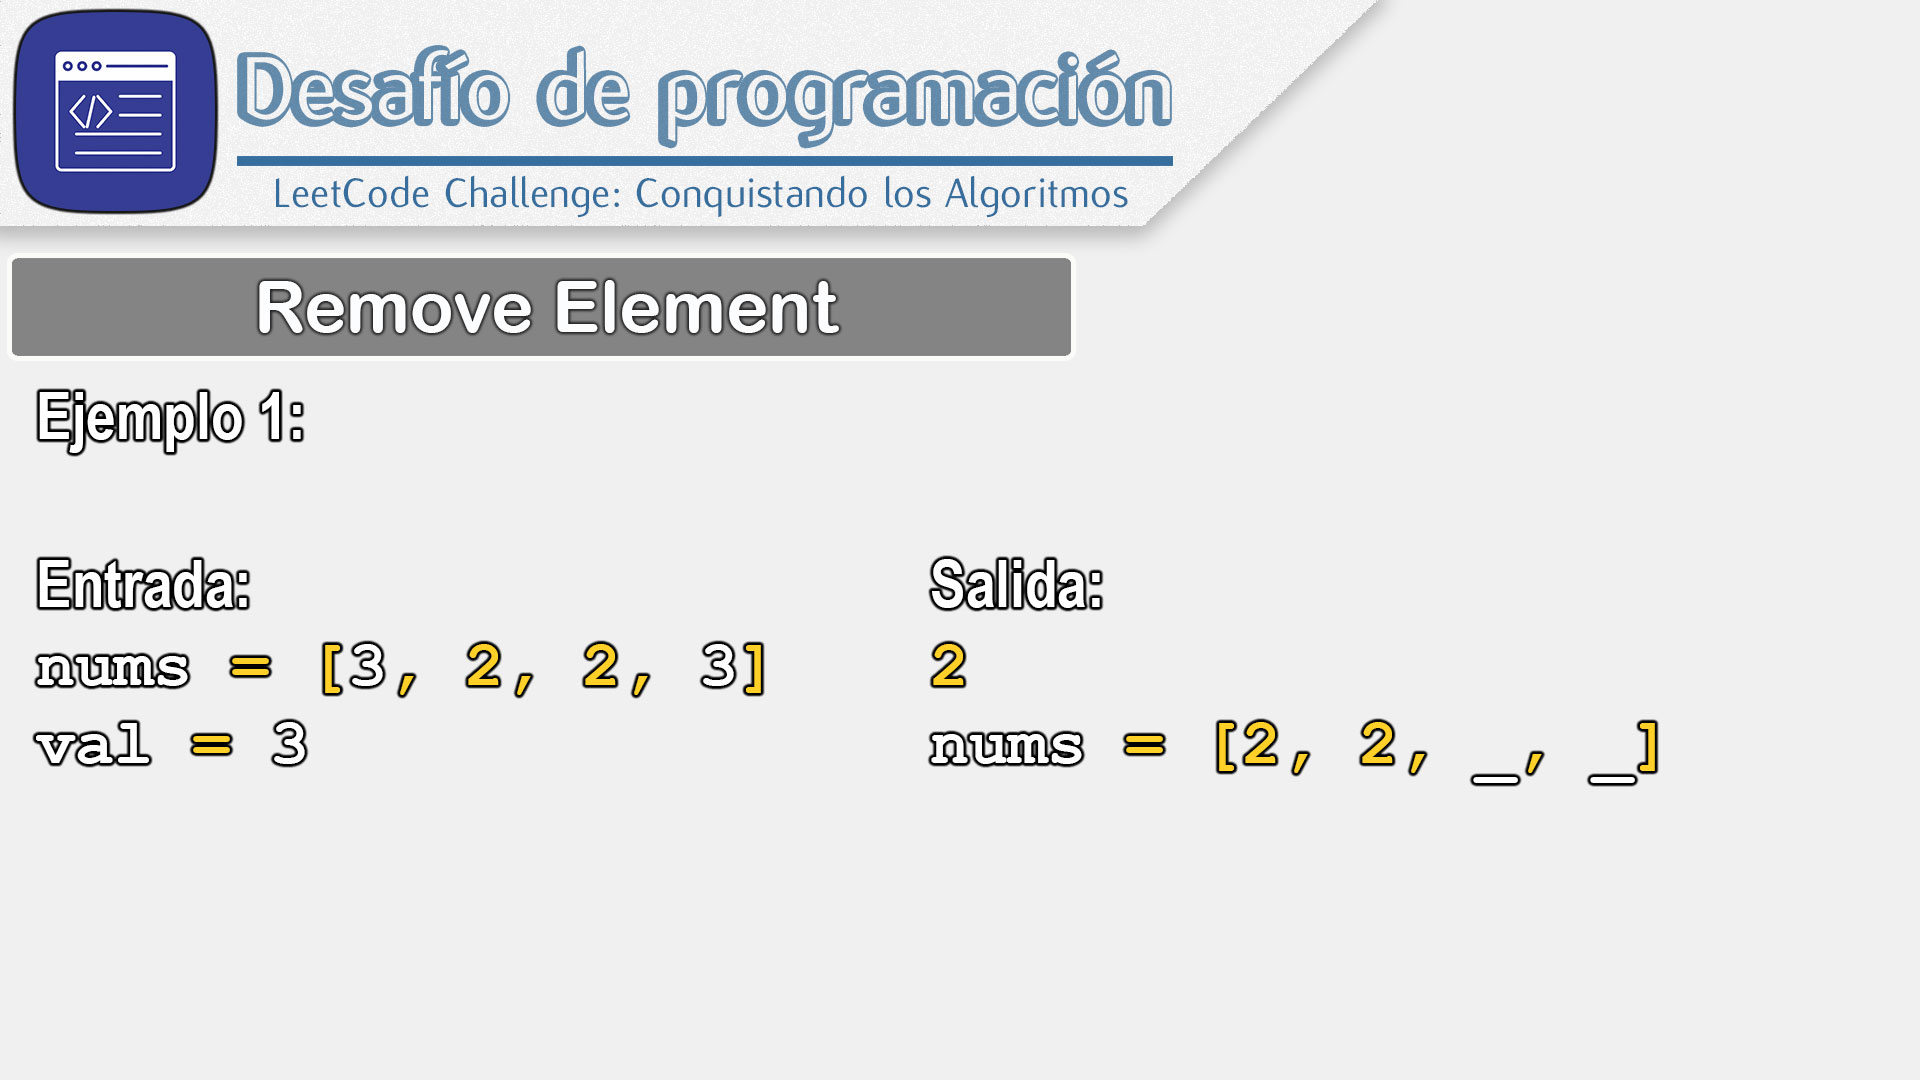 Desafío de programación
LeetCode Challenge: Conquistando los Algoritmos
Remove Element
Ejemplo 1:
Entrada:
nums = [3, 2, 2, 3]
val = 3
Salida:
2
nums = [2, 2, _, _]